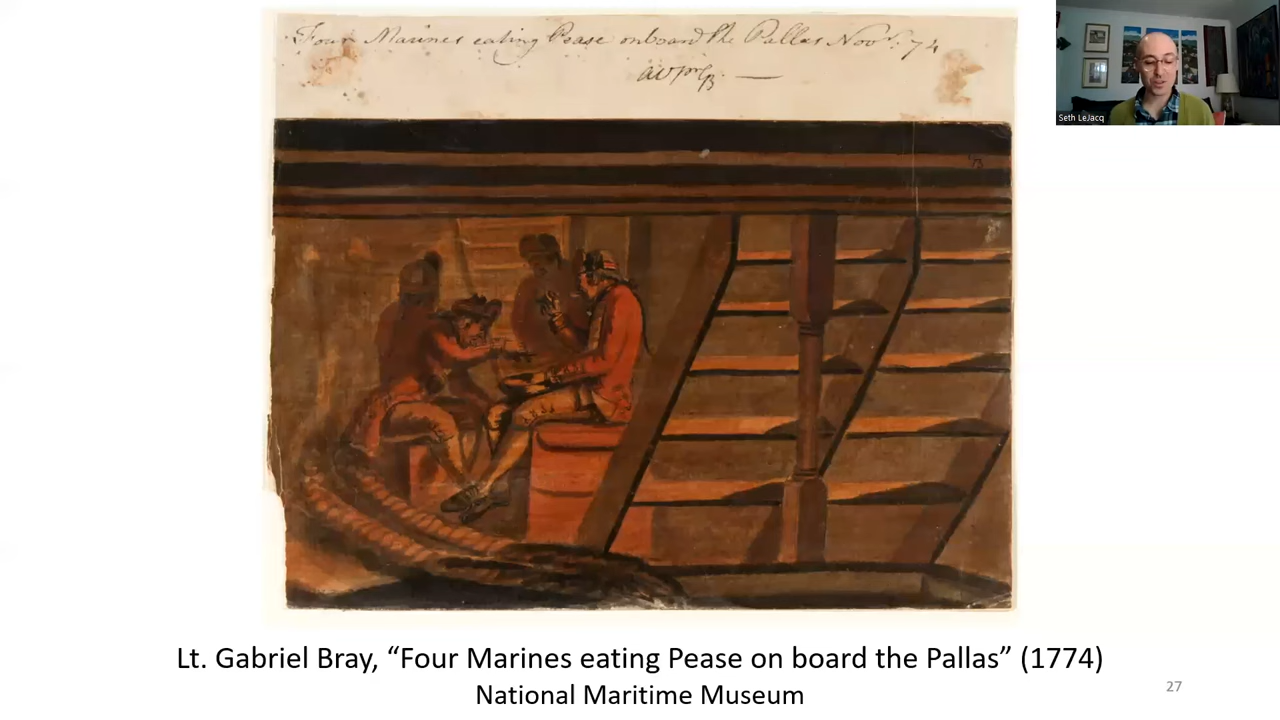 Four Marines eating Pease onboard the Pallas Novr. 74
Seth LeJacq
Lt. Gabriel Bray, “Four Marines eating Pease on board the Pallas” (1774)
National Maritime Museum
27